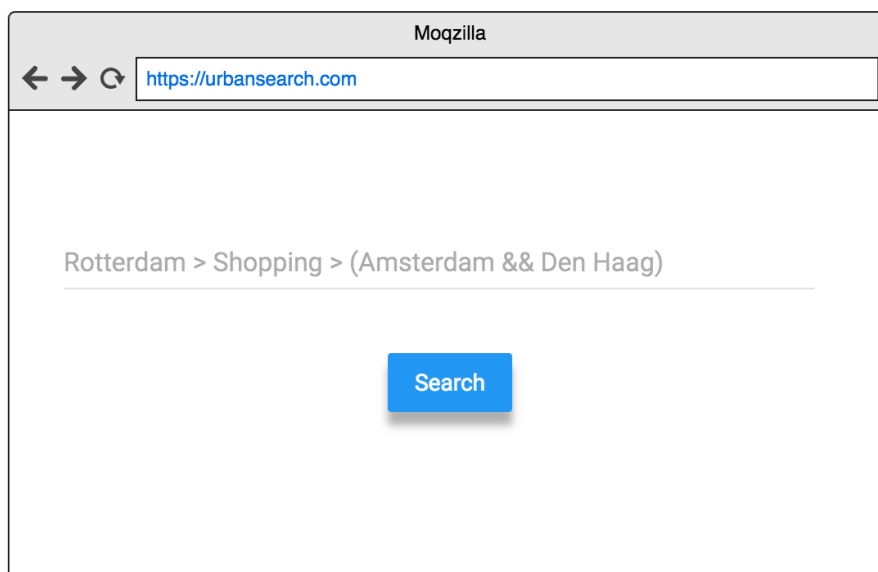 Moqzilla
https://urbansearch.com
Rotterdam > Shopping > (Amsterdam && Den Haag)
Search